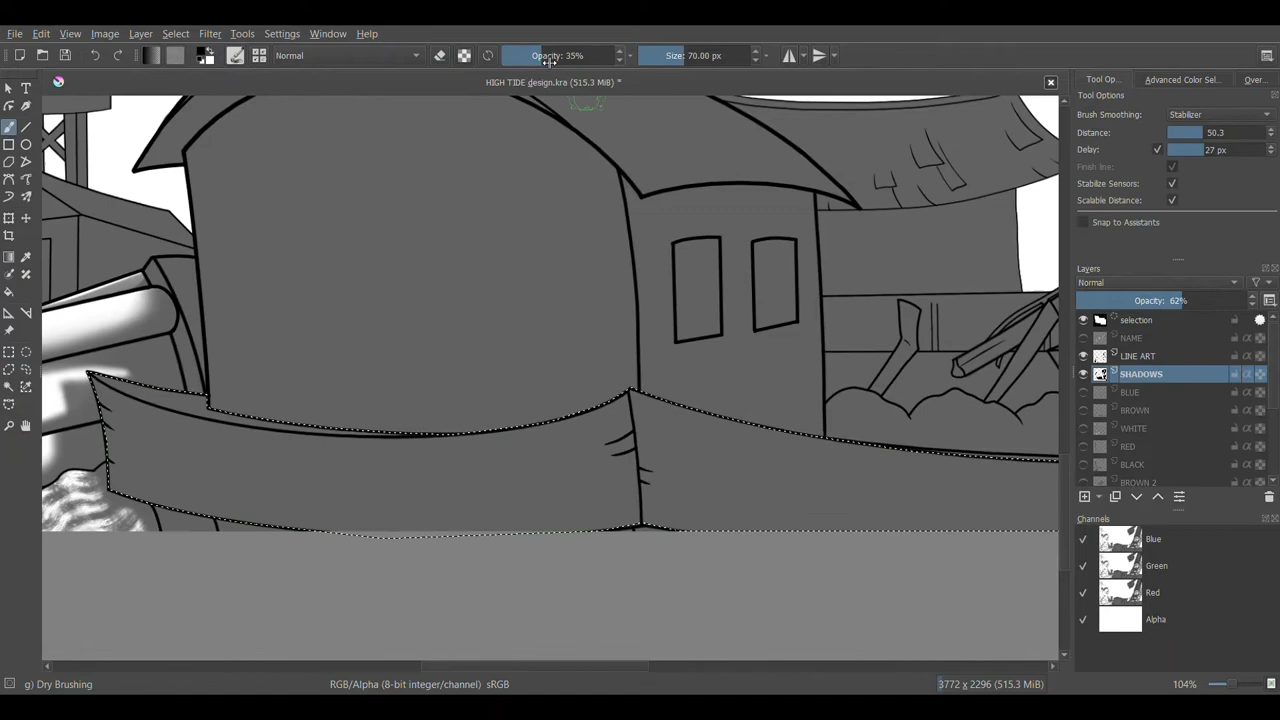 File Edit View Image Layer Select Filter Tools Settings Window Help
Normal Opacity: 35% Size: 70.00 px
HIGH TIDE design.kra (515.3 MiB) *
Tool Op... Advanced Color Sel... Over...
Tool Options
Brush Smoothing: Stabilizer
Distance: 50.3
Delay: 27 px
Finish line:
Stabilize Sensors:
Scalable Distance:
Snap to Assistants
Layers
Normal
Opacity: 62%
selection
NAME
LINE ART
SHADOWS
BLUE
BROWN
WHITE
RED
BLACK
BROWN 2
Channels
Blue
Green
Red
Alpha
g) Dry Brushing RGB/Alpha (8-bit integer/channel) sRGB 3772 x 2296 (515.3 MiB) 104%